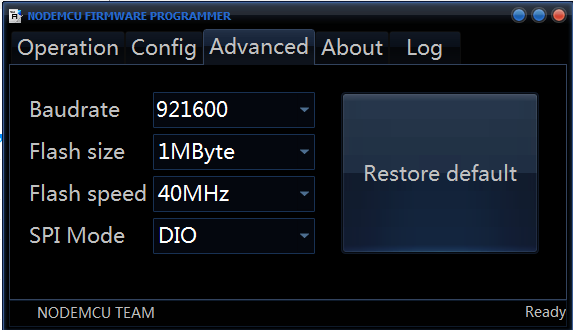 NODEMCU FIRMWARE PROGRAMMER
Operation Config Advanced About Log
Baudrate 921600
Flash size 1MByte
Restore default
Flash speed 40MHz
SPI Mode DIO
NODEMCU TEAM Ready